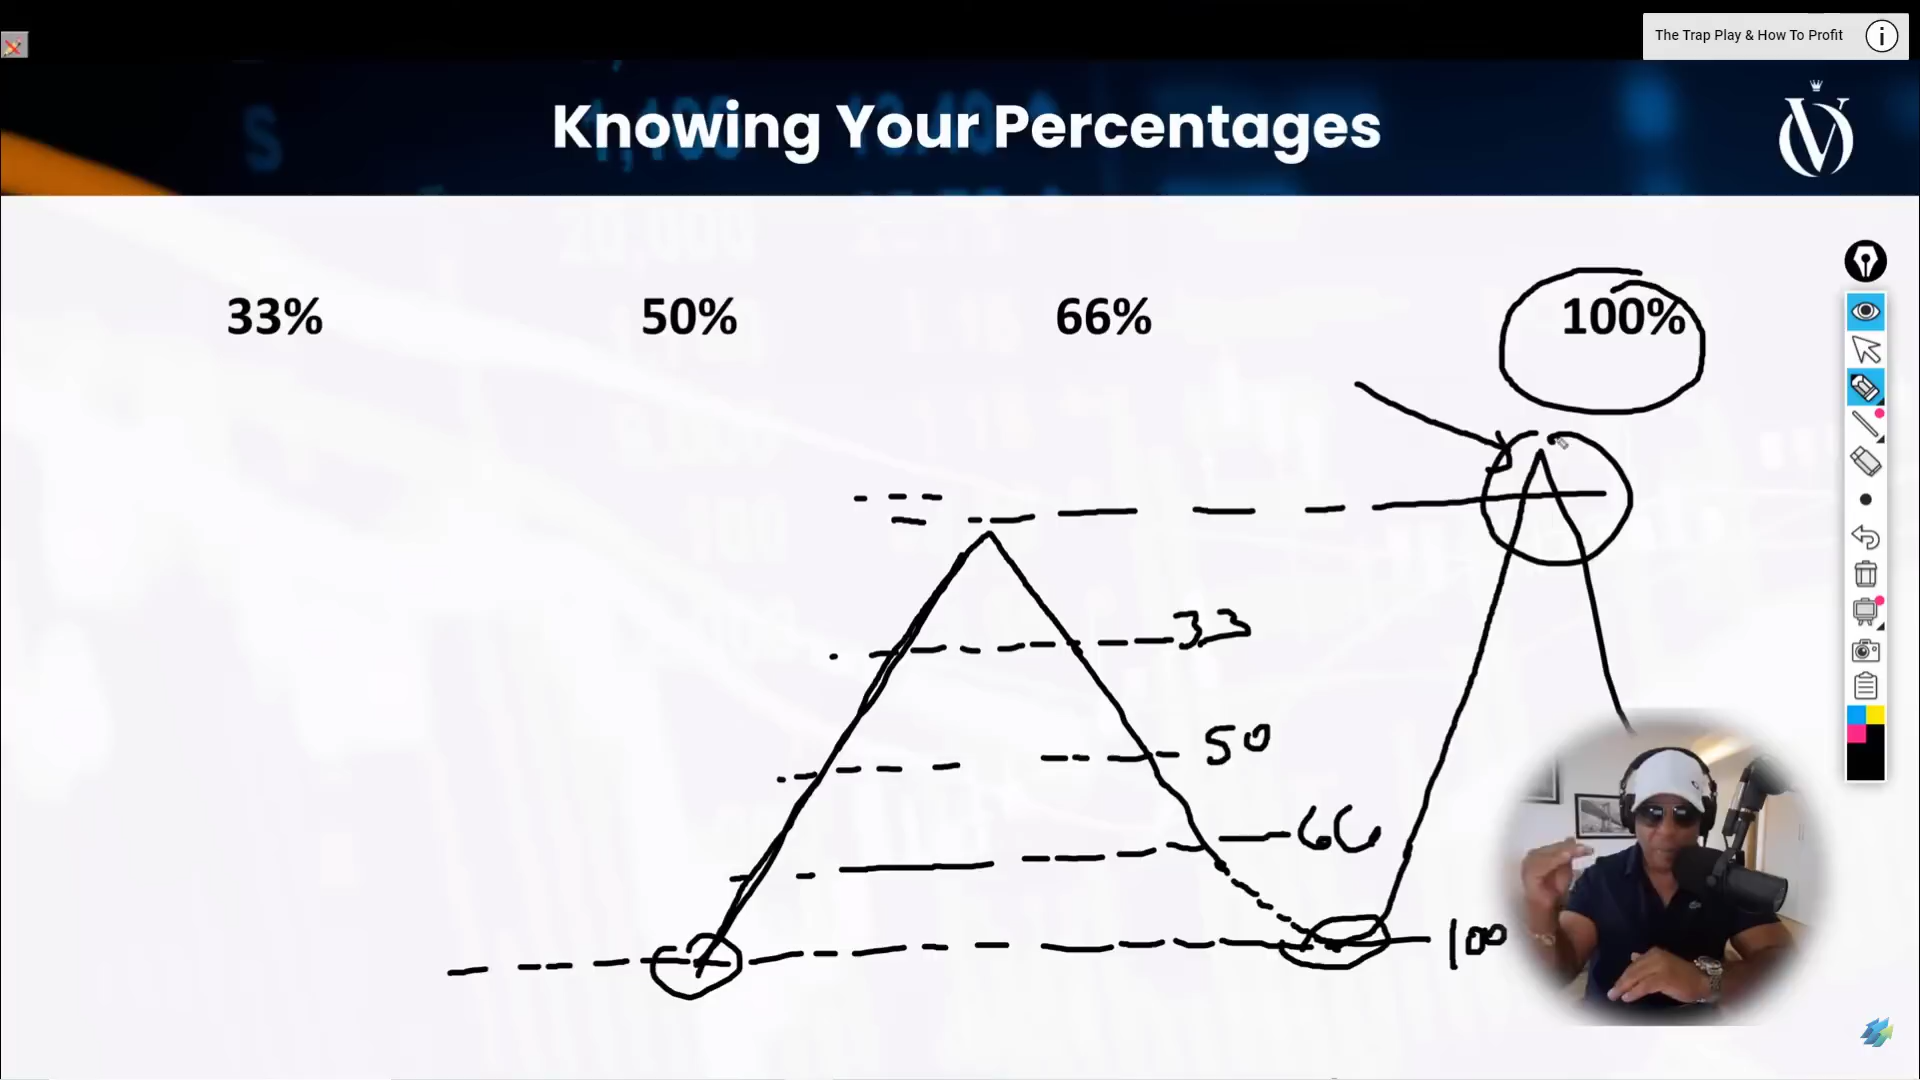 The Trap Play & How To Profit
Knowing Your Percentages
33% 50% 66% 100%
33
50
66
100